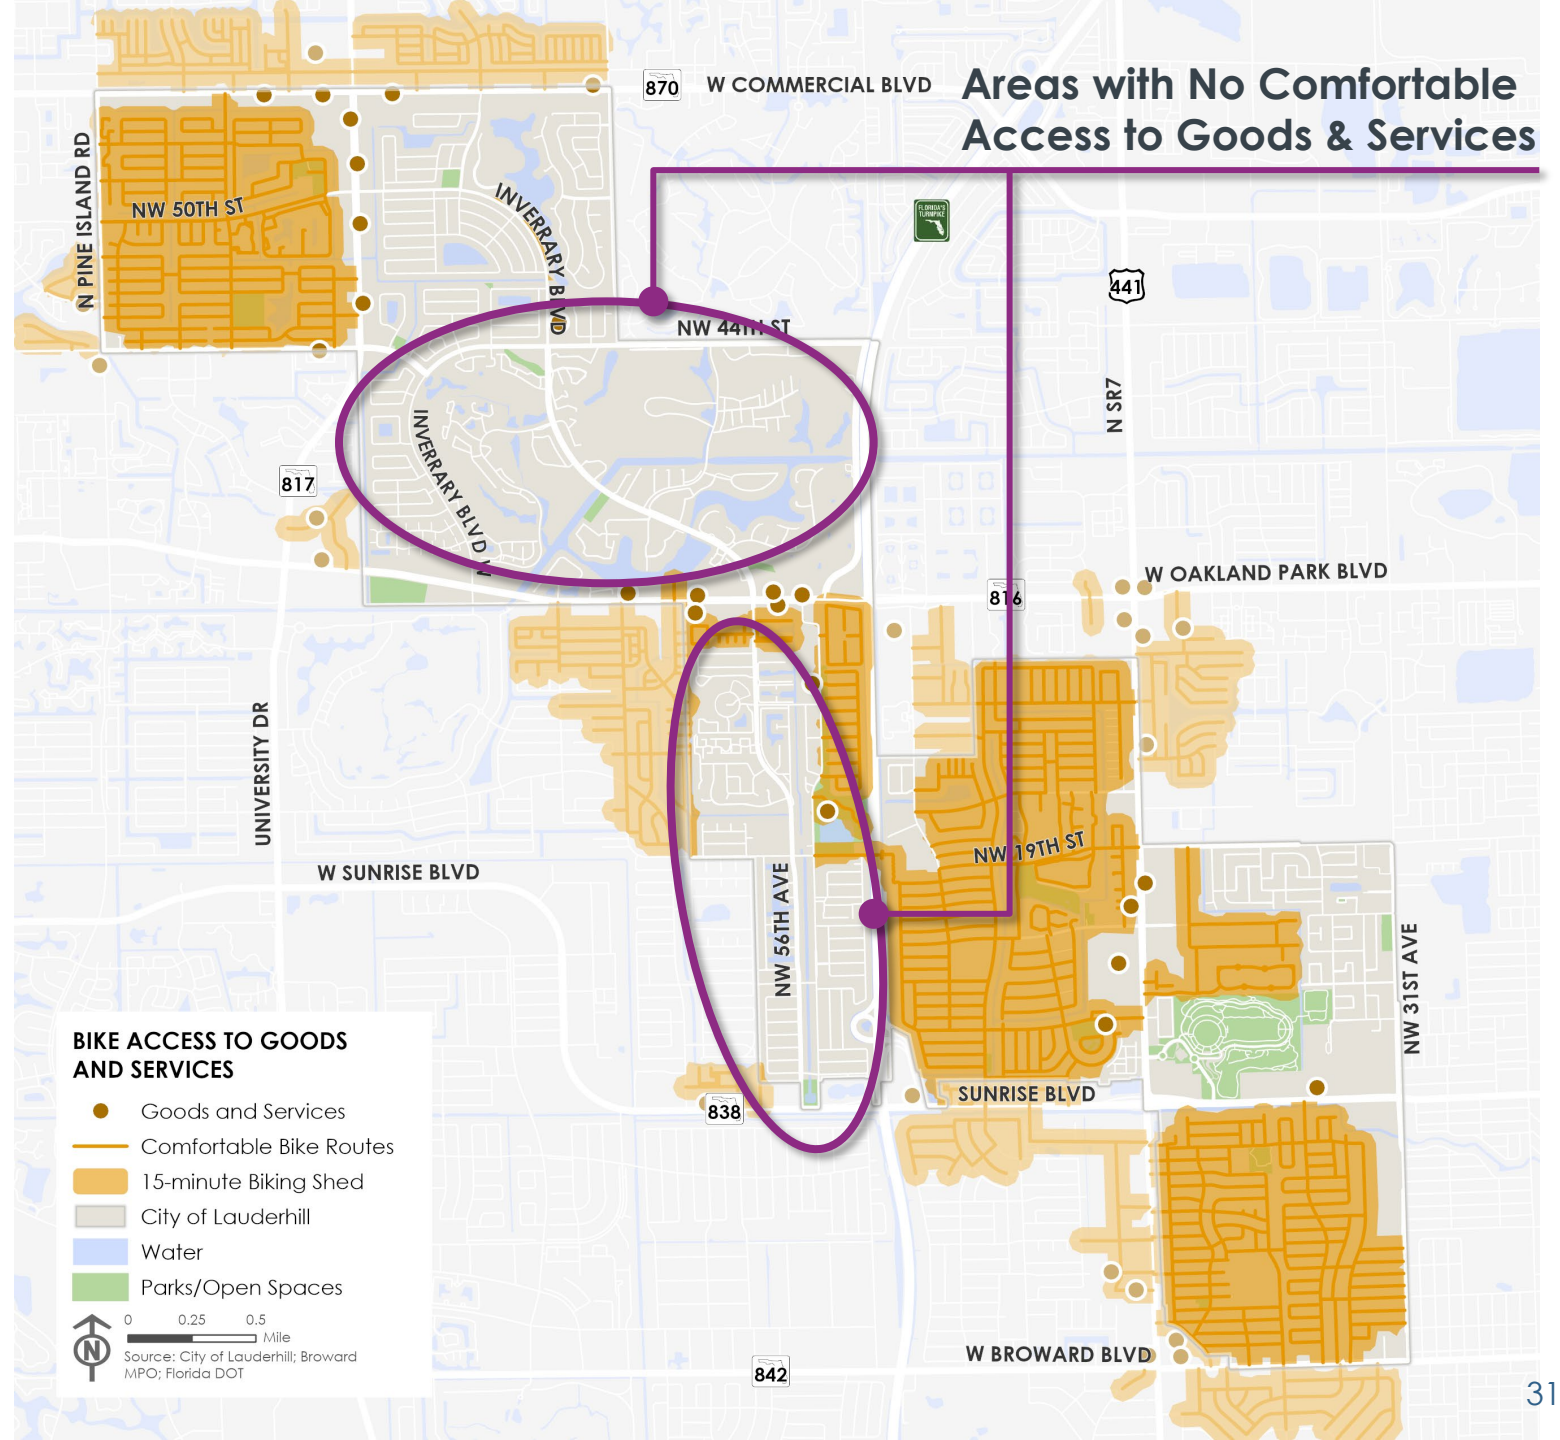 Areas with No Comfortable
Access to Goods & Services
870
W COMMERCIAL BLVD
N PINE ISLAND RD
NW 50TH ST
INVERRARY BLVD
FLORIDA'S
TURNPIKE
441
NW 44TH ST
N SR7
INVERRARY BLVD W
817
W OAKLAND PARK BLVD
816
UNIVERSITY DR
W SUNRISE BLVD
NW 19TH ST
NW 56TH AVE
NW 31ST AVE
SUNRISE BLVD
838
W BROWARD BLVD
842
BIKE ACCESS TO GOODS
AND SERVICES
Goods and Services
Comfortable Bike Routes
15-minute Biking Shed
City of Lauderhill
Water
Parks/Open Spaces
0 0.25 0.5
Mile
N
Source: City of Lauderhill; Broward
MPO; Florida DOT
31